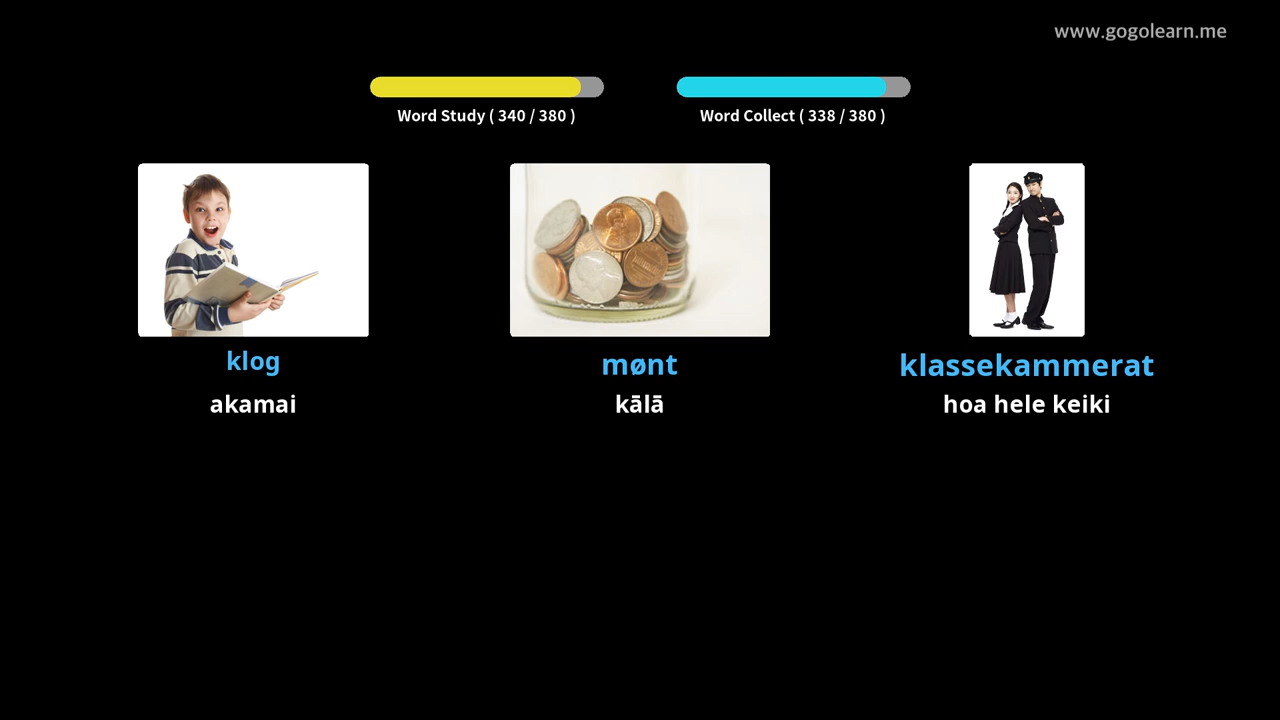 www.gogolearn.me
Word Study ( 340 / 380 )
Word Collect ( 338 / 380 )
klog
mønt
klassekammerat
akamai
kālā
hoa hele keiki